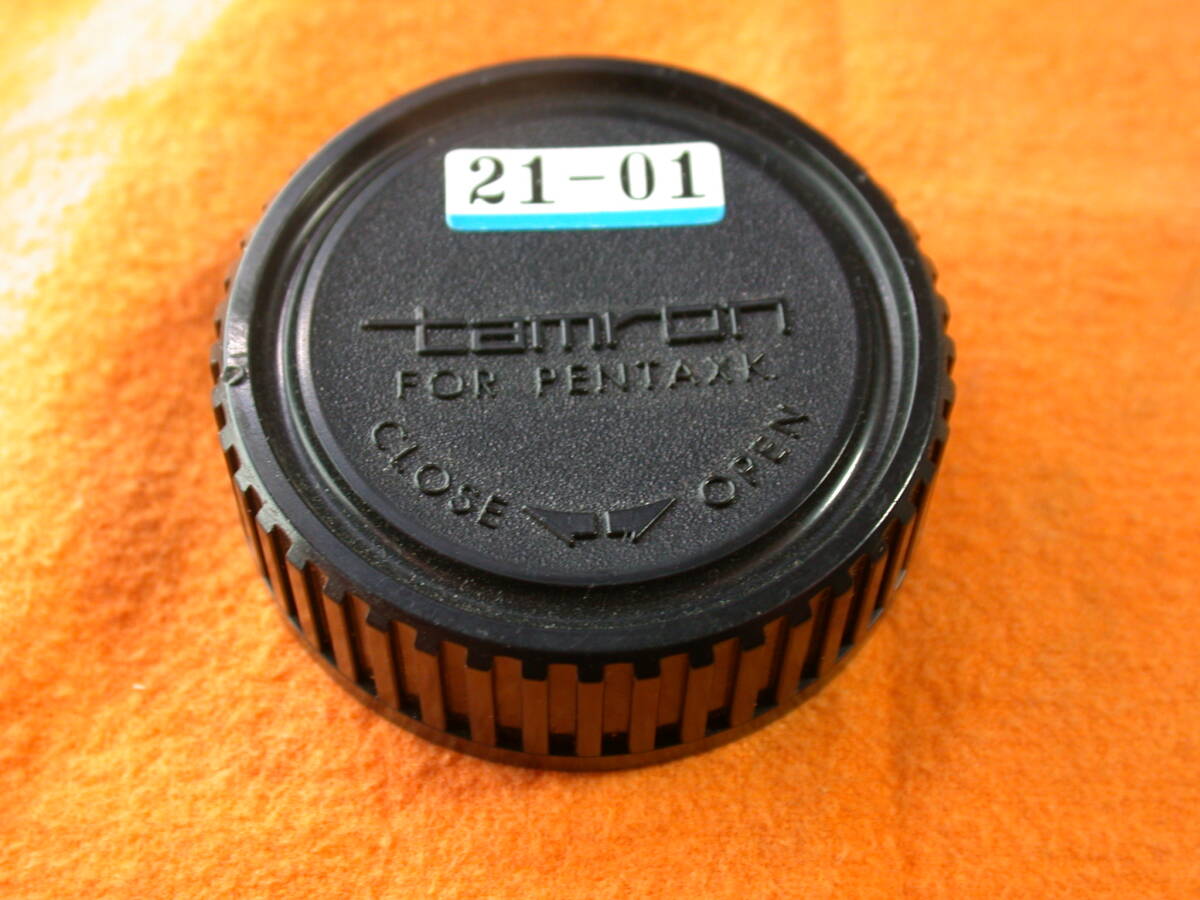 21-01
tamron
FOR PENTAX K
CLOSE OPEN